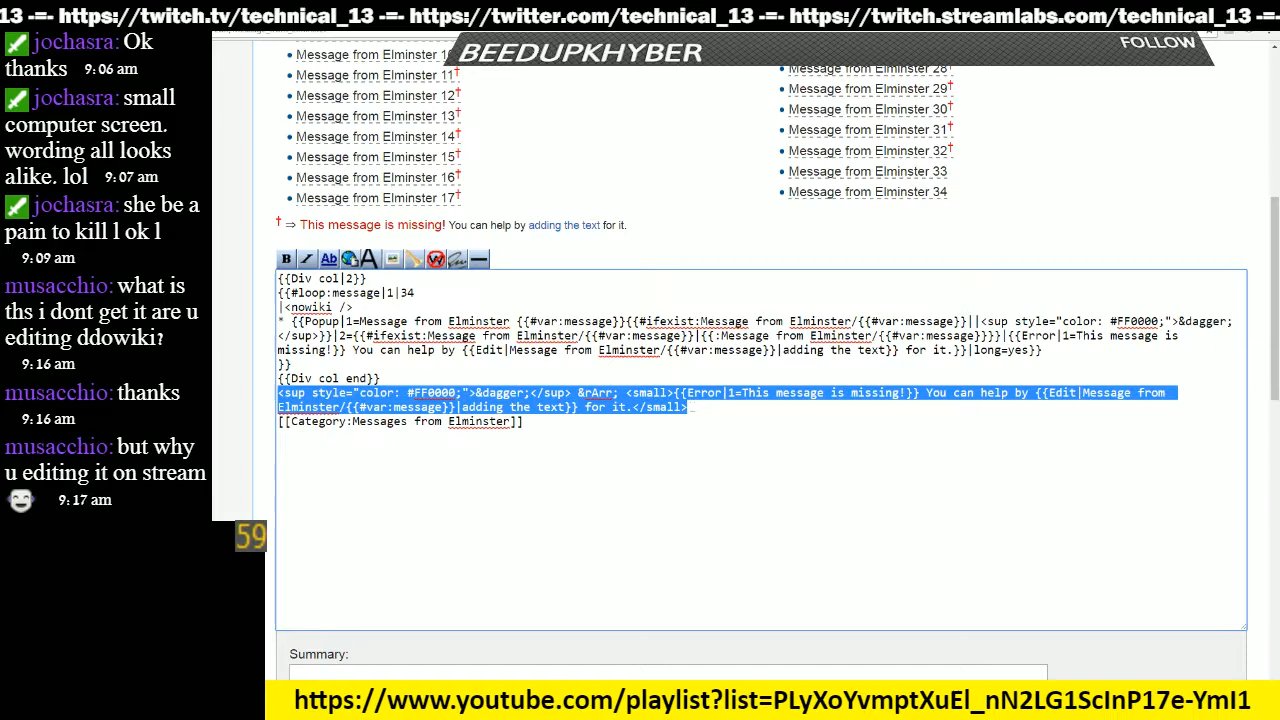 13 -=- https://twitch.tv/technical_13 -=- https://twitter.com/technical_13 -=- https://twitch.streamlabs.com/technical_13 -=-
jochasra: Ok
thanks 9:06 am
jochasra: small
computer screen.
wording all looks
alike. lol 9:07 am
jochasra: she be a
pain to kill l ok l
9:09 am
musacchio: what is
ths i dont get it are u
editing ddowiki?
9:16 am
musacchio: thanks
9:16 am
musacchio: but why
u editing it on stream
9:17 am
BEEDUPKHYBER
FOLLOW
• Message from Elminster 10
• Message from Elminster 11†
• Message from Elminster 12†
• Message from Elminster 13†
• Message from Elminster 14†
• Message from Elminster 15†
• Message from Elminster 16†
• Message from Elminster 17†
• Message from Elminster 28†
• Message from Elminster 29†
• Message from Elminster 30†
• Message from Elminster 31†
• Message from Elminster 32†
• Message from Elminster 33
• Message from Elminster 34
† ⇒ This message is missing! You can help by adding the text for it.
B I Ab A W
{{Div col|2}}
{{#loop:message|1|34
|<nowiki />
* {{Popup|1=Message from Elminster {{#var:message}}{{#ifexist:Message from Elminster/{{#var:message}}||<sup style="color: #FF0000;">&dagger;
</sup>}}|2={{#ifexist:Message from Elminster/{{#var:message}}|{{:Message from Elminster/{{#var:message}}}}|{{Error|1=This message is
missing!}} You can help by {{Edit|Message from Elminster/{{#var:message}}|adding the text}} for it.}}|long=yes}}
}}
{{Div col end}}
<sup style="color: #FF0000;">&dagger;</sup> &rArr; <small>{{Error|1=This message is missing!}} You can help by {{Edit|Message from
Elminster/{{#var:message}}|adding the text}} for it.</small>
[[Category:Messages from Elminster]]
59
Summary:
https://www.youtube.com/playlist?list=PLyXoYvmptXuEl_nN2LG1ScInP17e-YmI1